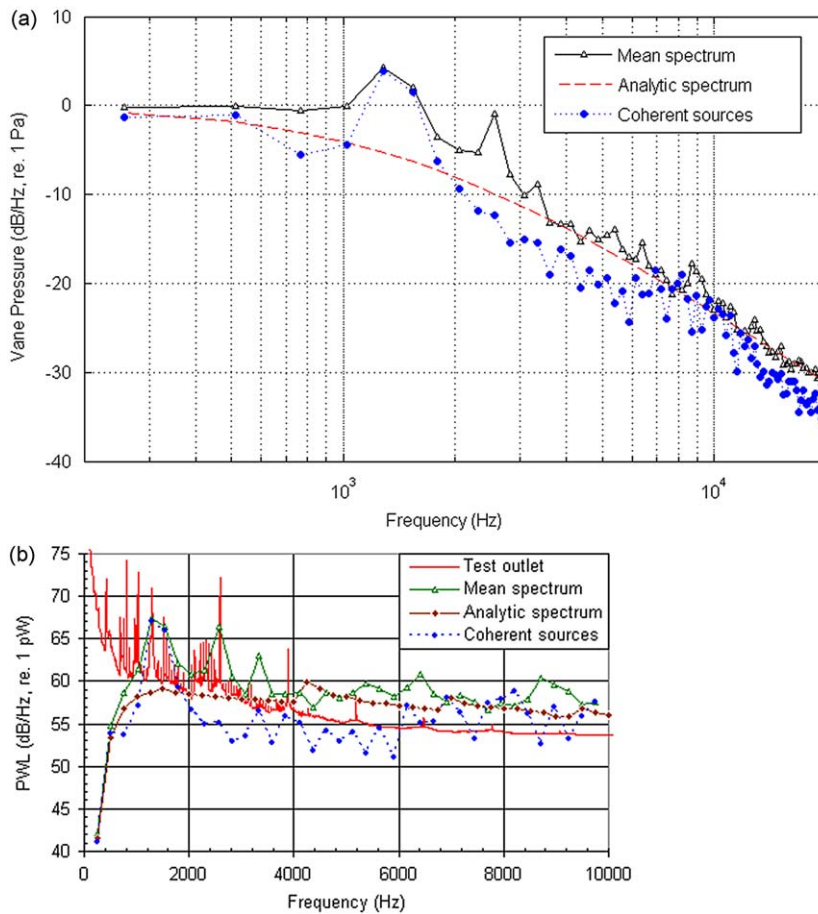 (a)
10
0
-10
-20
-30
-40
Vane Pressure (dB/Hz, re. 1 Pa)
Mean spectrum
Analytic spectrum
Coherent sources
10³
10⁴
Frequency (Hz)
(b)
75
70
65
60
55
50
45
40
PWL (dB/Hz, re. 1 pW)
Test outlet
Mean spectrum
Analytic spectrum
Coherent sources
0 2000 4000 6000 8000 10000
Frequency (Hz)